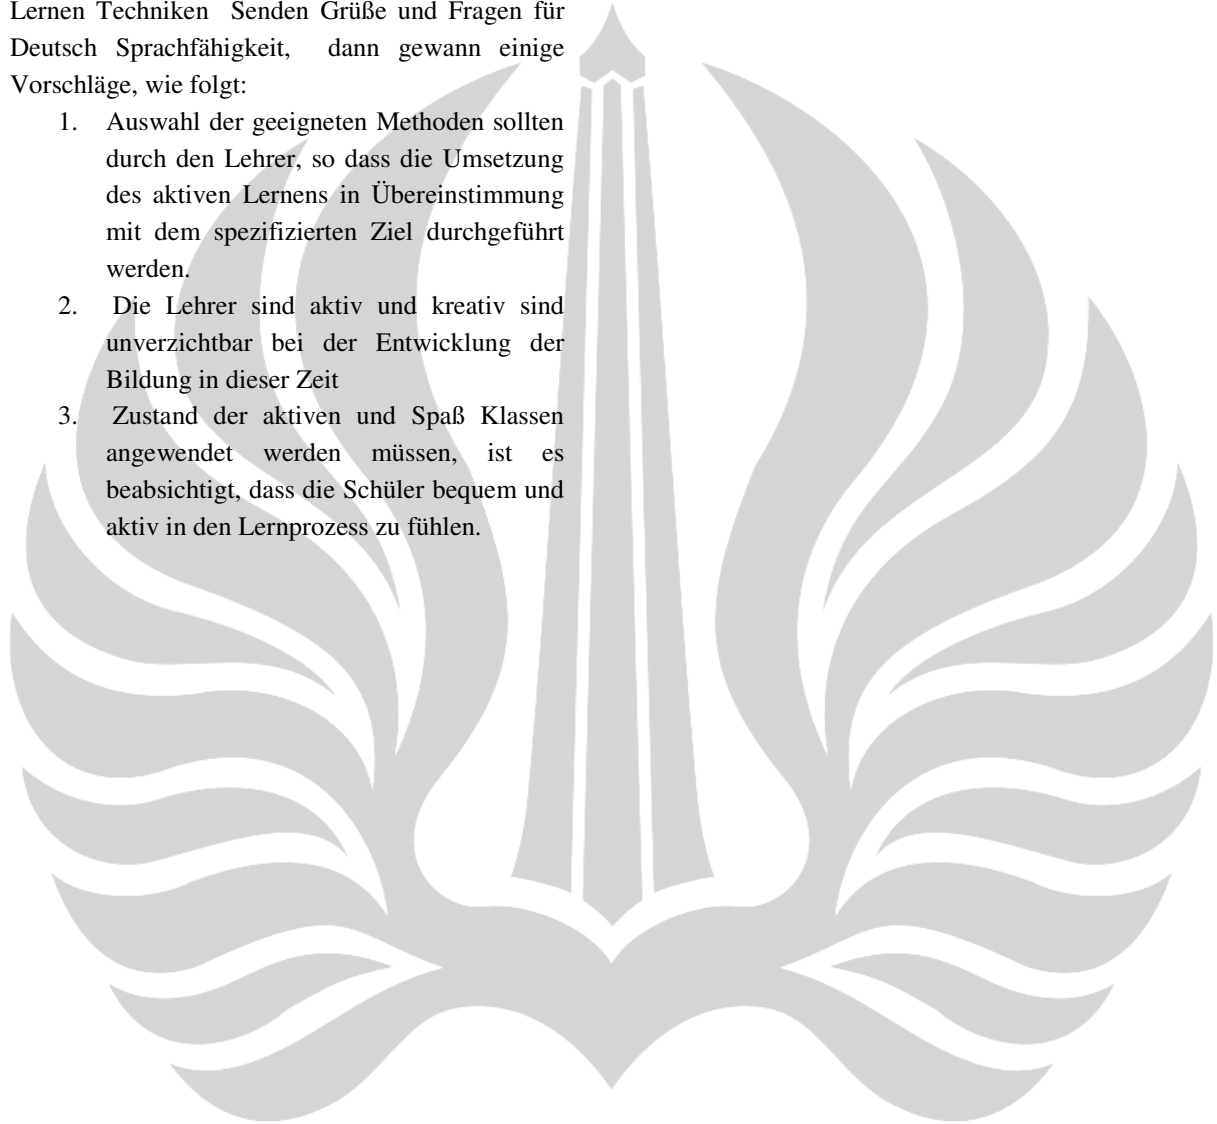 Lernen Techniken  Senden Grüße und Fragen für
Deutsch Sprachfähigkeit,  dann gewann einige
Vorschläge, wie folgt:
1. Auswahl der geeigneten Methoden sollten
durch den Lehrer, so dass die Umsetzung
des aktiven Lernens in Übereinstimmung
mit dem spezifizierten Ziel durchgeführt
werden.
2. Die Lehrer sind aktiv und kreativ sind
unverzichtbar bei der Entwicklung der
Bildung in dieser Zeit
3. Zustand der aktiven und Spaß Klassen
angewendet werden müssen, ist es
beabsichtigt, dass die Schüler bequem und
aktiv in den Lernprozess zu fühlen.